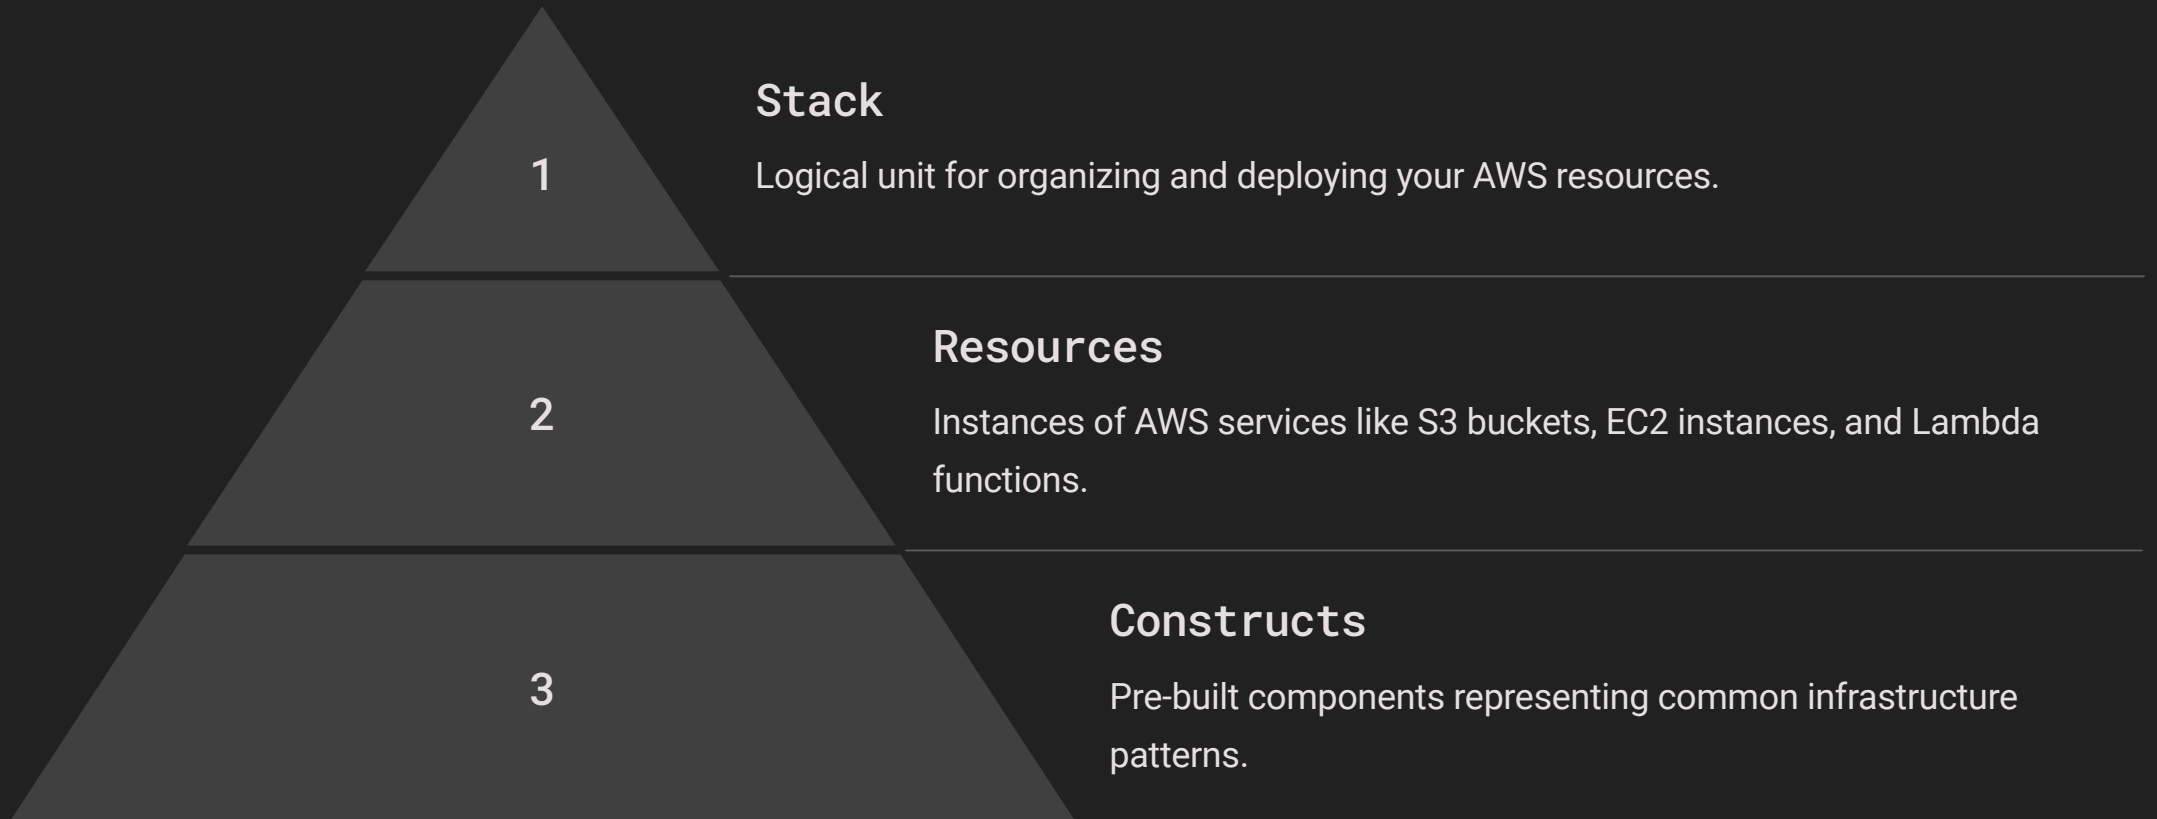 Stack
1
Logical unit for organizing and deploying your AWS resources.
Resources
2
Instances of AWS services like S3 buckets, EC2 instances, and Lambda
functions.
Constructs
3
Pre-built components representing common infrastructure
patterns.